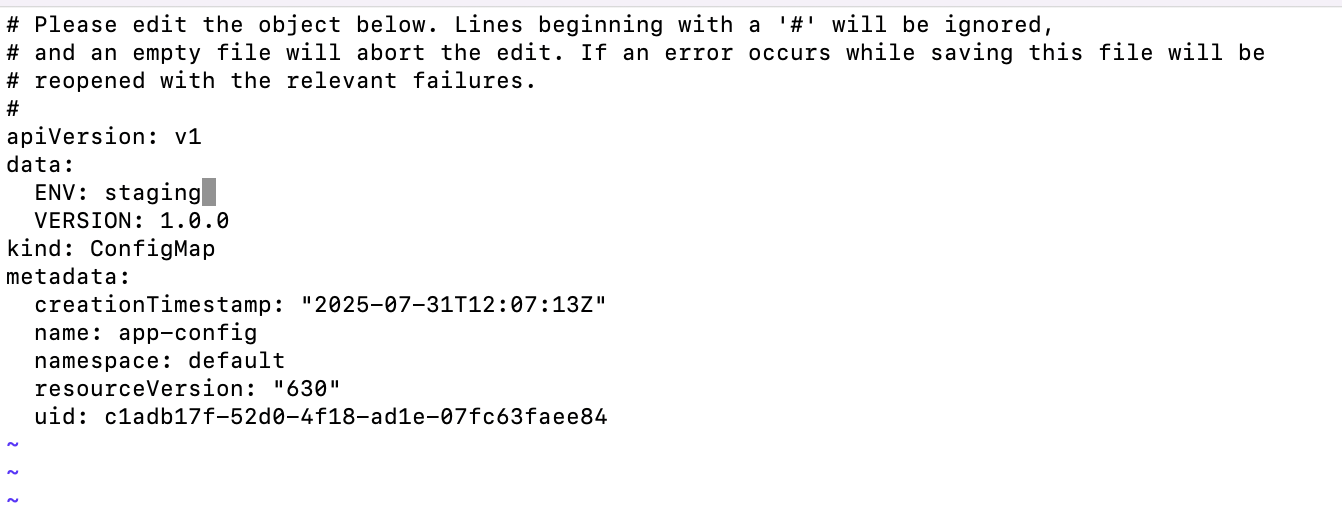 # Please edit the object below. Lines beginning with a '#' will be ignored,
# and an empty file will abort the edit. If an error occurs while saving this file will be
# reopened with the relevant failures.
#
apiVersion: v1
data:
  ENV: staging
  VERSION: 1.0.0
kind: ConfigMap
metadata:
  creationTimestamp: "2025-07-31T12:07:13Z"
  name: app-config
  namespace: default
  resourceVersion: "630"
  uid: c1adb17f-52d0-4f18-ad1e-07fc63faee84
~
~
~